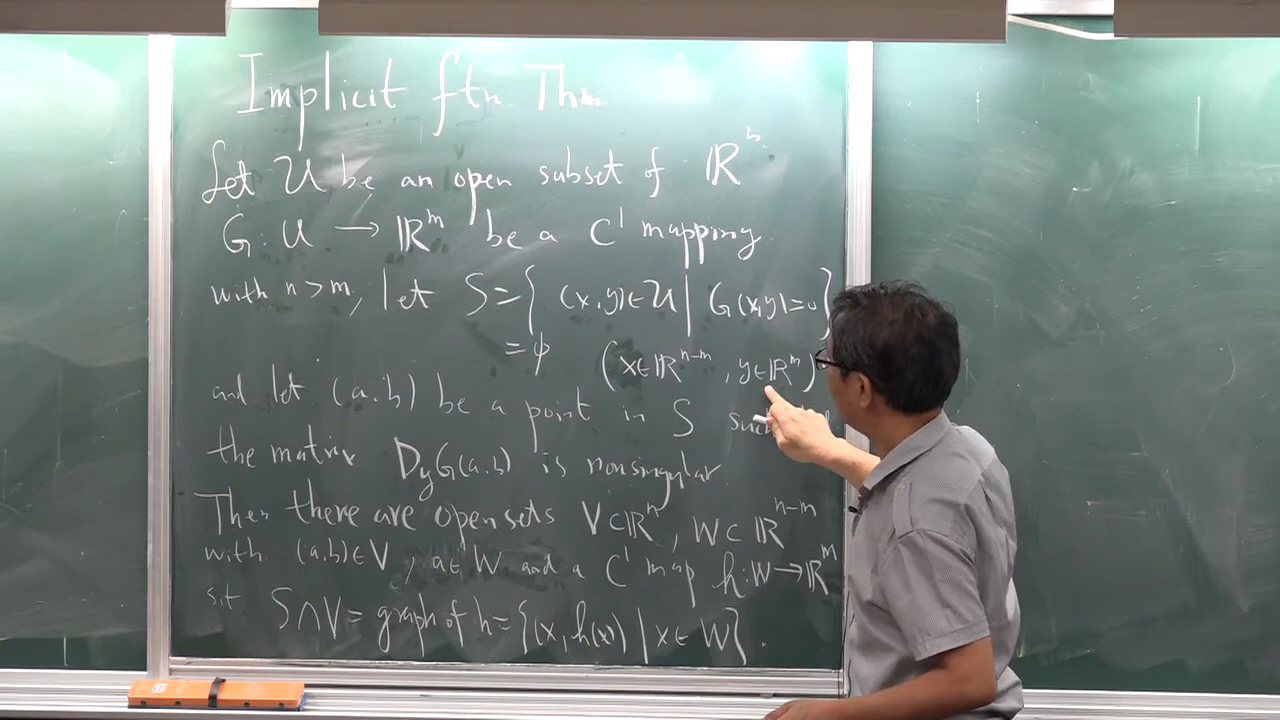 Implicit ftn. Thm
Let U be an open subset of ℝⁿ
G: U → ℝᵐ be a C¹ mapping
with n > m, let S = { (x, y) ∈ U | G(x, y) = 0 }
= φ (x ∈ ℝⁿ⁻ᵐ, y ∈ ℝᵐ)
and let (a.b) be a point in S
the matrix DyG(a.b) is nonsingular
Then there are open sets V ⊂ ℝⁿ, W ⊂ ℝⁿ⁻ᵐ
with (a.b) ∈ V, a ∈ W and a C¹ map h: W → ℝᵐ
s.t S ∩ V = graph of h = {(x, h(x)) | x ∈ W}.